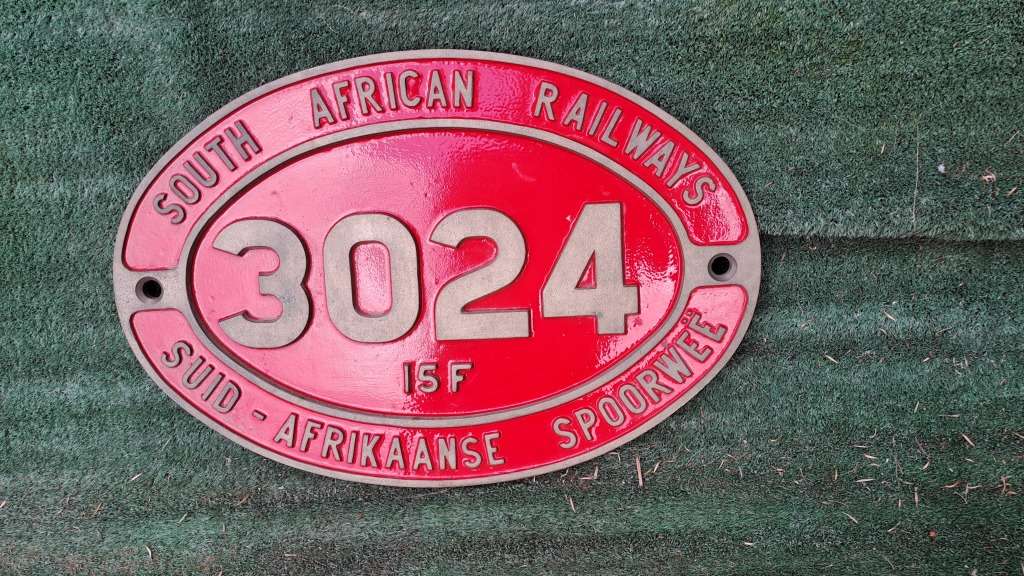 SOUTH AFRICAN RAILWAYS
3024
15F
SUID-AFRIKAANSE SPOORWEË